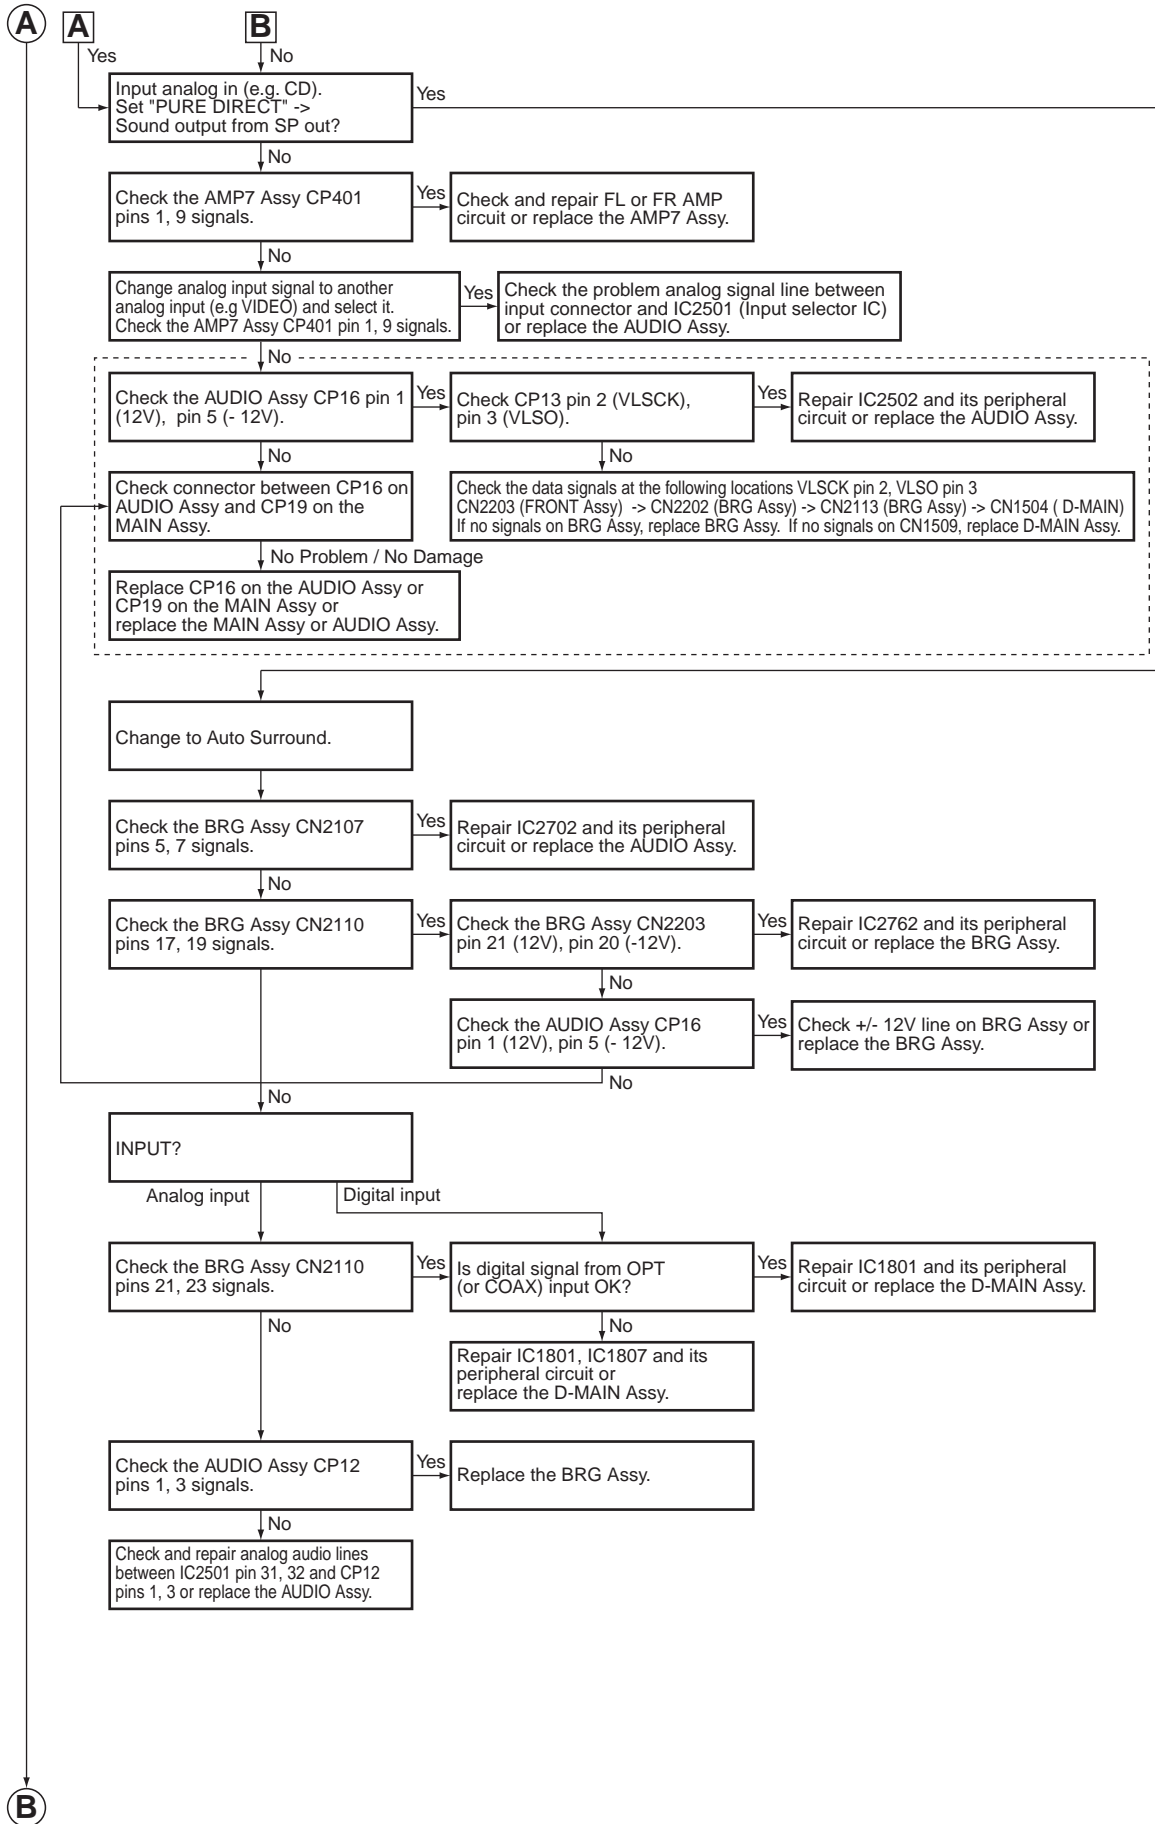 A
A
B
Yes
No
Input analog in (e.g. CD).
Set "PURE DIRECT" ->
Sound output from SP out?
Yes
No
Check the AMP7 Assy CP401
pins 1, 9 signals.
Yes
Check and repair FL or FR AMP
circuit or replace the AMP7 Assy.
No
Change analog input signal to another
analog input (e.g VIDEO) and select it.
Check the AMP7 Assy CP401 pin 1, 9 signals.
Yes
Check the problem analog signal line between
input connector and IC2501 (Input selector IC)
or replace the AUDIO Assy.
No
Check the AUDIO Assy CP16 pin 1
(12V),  pin 5 (- 12V).
Yes
Check CP13 pin 2 (VLSCK),
pin 3 (VLSO).
Yes
Repair IC2502 and its peripheral
circuit or replace the AUDIO Assy.
No
No
Check connector between CP16 on
AUDIO Assy and CP19 on the
MAIN Assy.
Check the data signals at the following locations VLSCK pin 2, VLSO pin 3
CN2203 (FRONT Assy)  -> CN2202 (BRG Assy) -> CN2113 (BRG Assy) -> CN1504 ( D-MAIN)
If no signals on BRG Assy, replace BRG Assy.  If no signals on CN1509, replace D-MAIN Assy.
No Problem / No Damage
Replace CP16 on the AUDIO Assy or
CP19 on the MAIN Assy or
replace the MAIN Assy or AUDIO Assy.
Change to Auto Surround.
Check the BRG Assy CN2107
pins 5, 7 signals.
Yes
Repair IC2702 and its peripheral
circuit or replace the AUDIO Assy.
No
Check the BRG Assy CN2110
pins 17, 19 signals.
Yes
Check the BRG Assy CN2203
pin 21 (12V), pin 20 (-12V).
Yes
Repair IC2762 and its peripheral
circuit or replace the BRG Assy.
No
Check the AUDIO Assy CP16
pin 1 (12V), pin 5 (- 12V).
Yes
Check +/- 12V line on BRG Assy or
replace the BRG Assy.
No
No
INPUT?
Analog input
Digital input
Check the BRG Assy CN2110
pins 21, 23 signals.
Yes
Is digital signal from OPT
(or COAX) input OK?
Yes
Repair IC1801 and its peripheral
circuit or replace the D-MAIN Assy.
No
No
Repair IC1801, IC1807 and its
peripheral circuit or
replace the D-MAIN Assy.
Check the AUDIO Assy CP12
pins 1, 3 signals.
Yes
Replace the BRG Assy.
No
Check and repair analog audio lines
between IC2501 pin 31, 32 and CP12
pins 1, 3 or replace the AUDIO Assy.
B